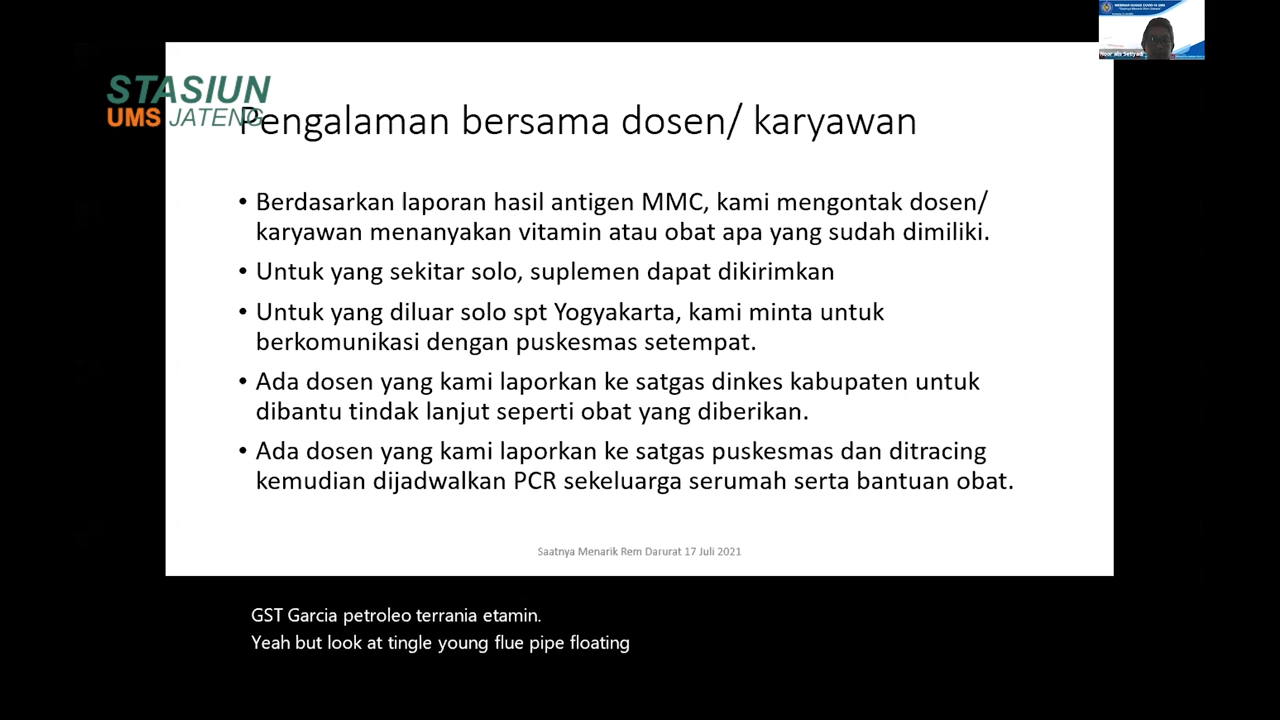 WEBINAR SATGAS COVID-19 UMS
STASIUN
UMS JATENG
Pengalaman bersama dosen/ karyawan
• Berdasarkan laporan hasil antigen MMC, kami mengontak dosen/
karyawan menanyakan vitamin atau obat apa yang sudah dimiliki.
• Untuk yang sekitar solo, suplemen dapat dikirimkan
• Untuk yang diluar solo spt Yogyakarta, kami minta untuk
berkomunikasi dengan puskesmas setempat.
• Ada dosen yang kami laporkan ke satgas dinkes kabupaten untuk
dibantu tindak lanjut seperti obat yang diberikan.
• Ada dosen yang kami laporkan ke satgas puskesmas dan ditracing
kemudian dijadwalkan PCR sekeluarga serumah serta bantuan obat.
Saatnya Menarik Rem Darurat 17 Juli 2021
GST Garcia petroleo terrania etamin.
Yeah but look at tingle young flue pipe floating